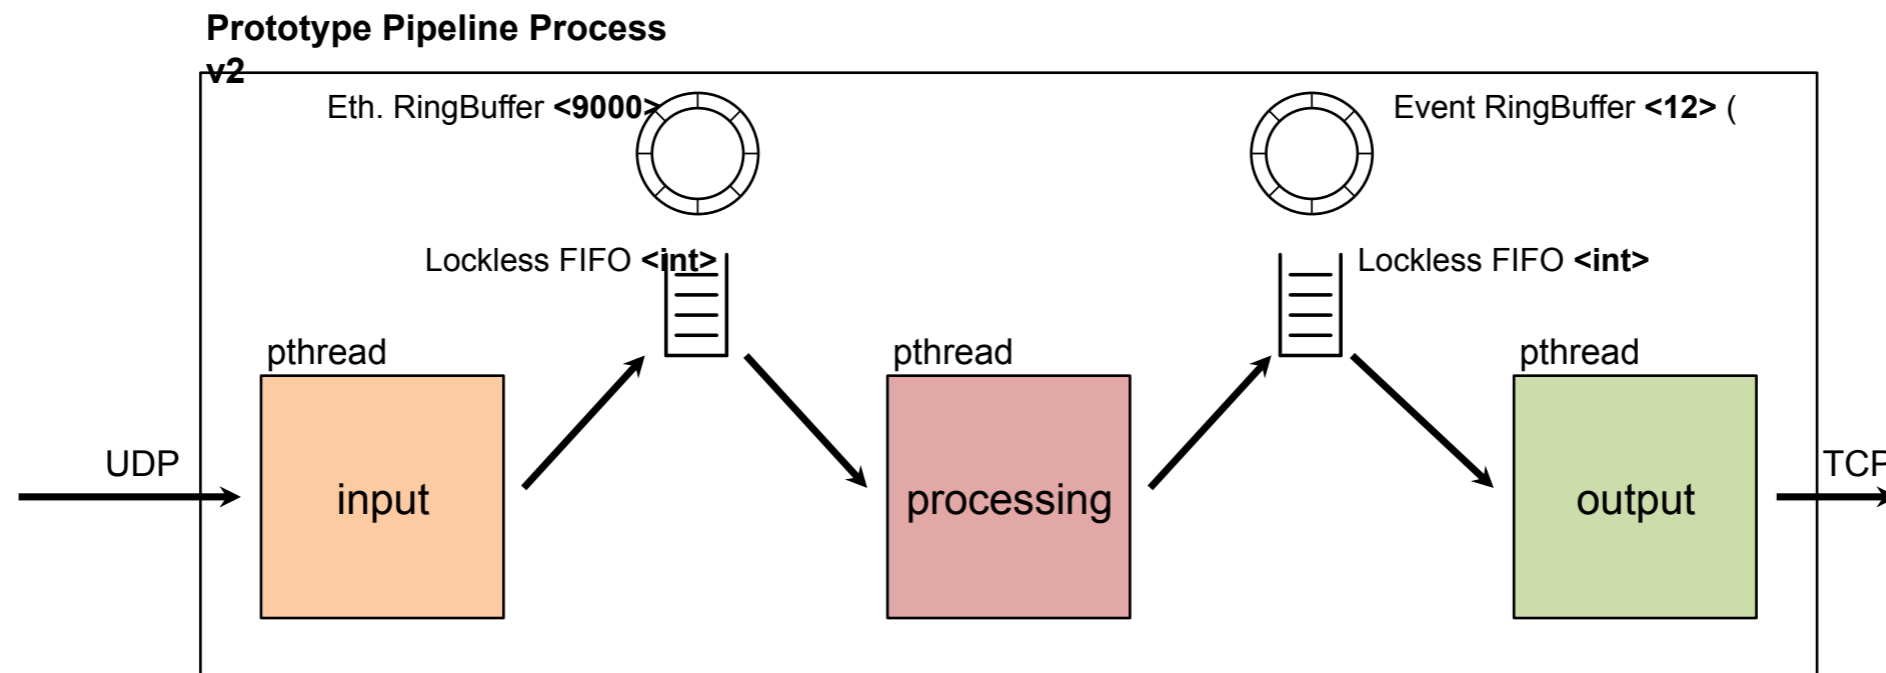 Prototype Pipeline Process
v2
Eth. RingBuffer <9000>
Event RingBuffer <12> (
Lockless FIFO <int>
Lockless FIFO <int>
pthread
pthread
pthread
UDP
TCP
input
processing
output